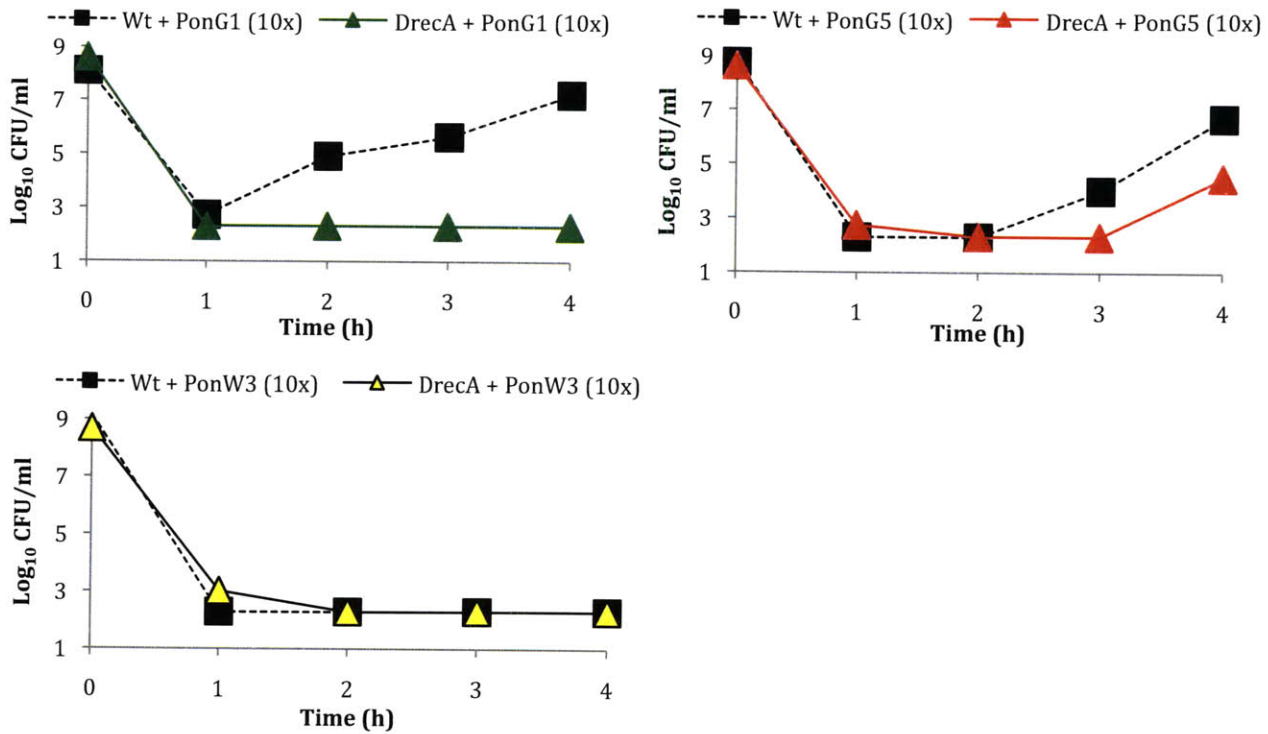 Wt + PonG1 (10x) DrecA + PonG1 (10x)
Log10 CFU/ml
9
7
5
3
1
0 1 2 3 4
Time (h)
Wt + PonG5 (10x) DrecA + PonG5 (10x)
Log10 CFU/ml
9
7
5
3
1
0 1 2 3 4
Time (h)
Wt + PonW3 (10x) DrecA + PonW3 (10x)
Log10 CFU/ml
9
7
5
3
1
0 1 2 3 4
Time (h)